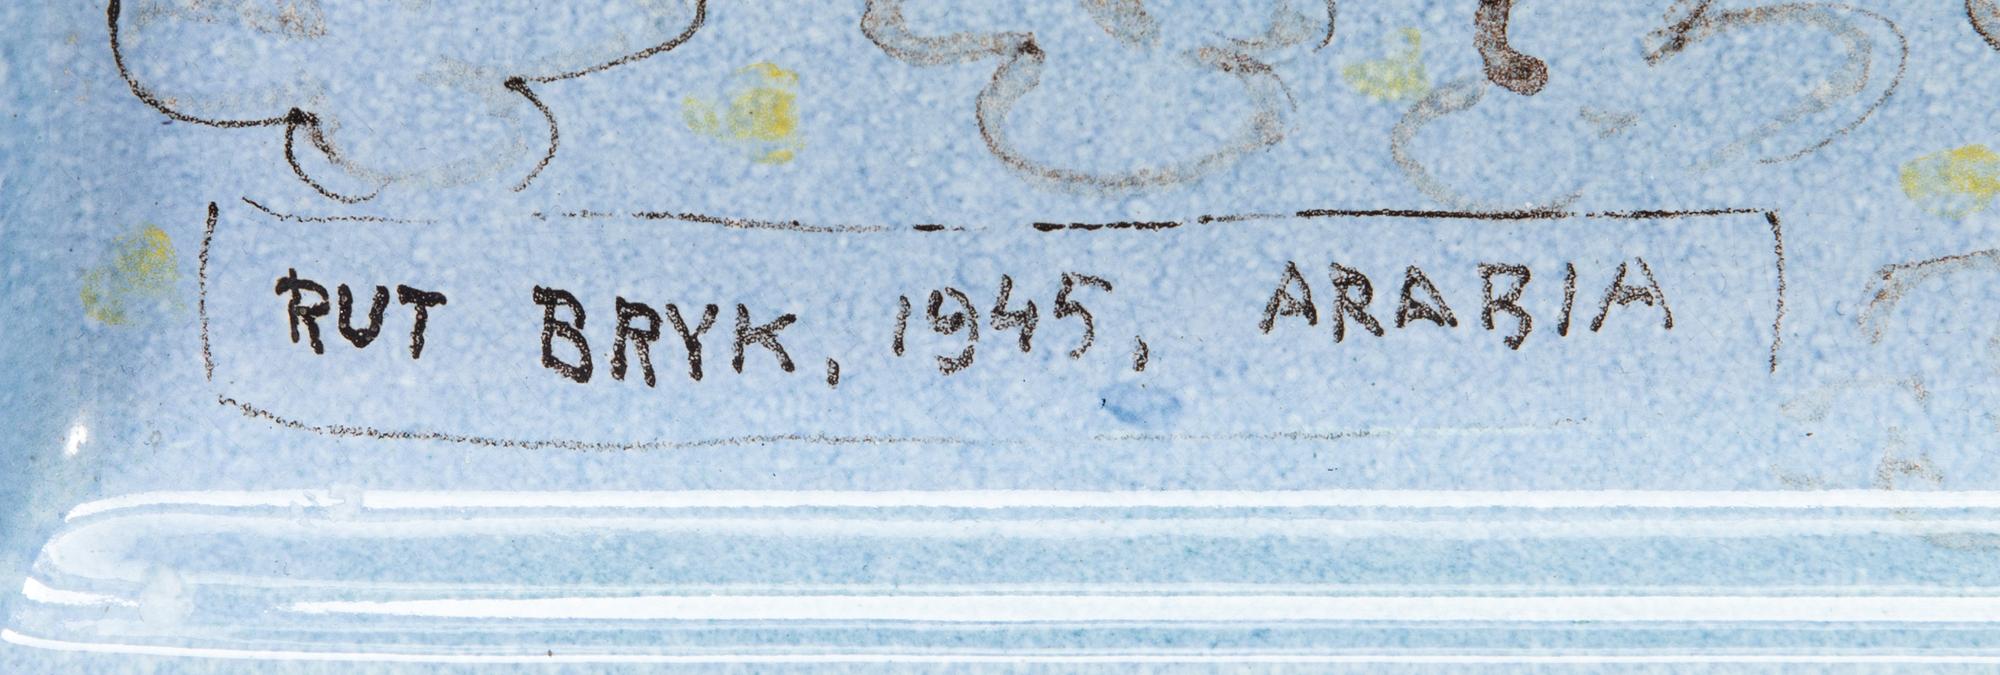 RUT BRYK, 1945, ARABIA